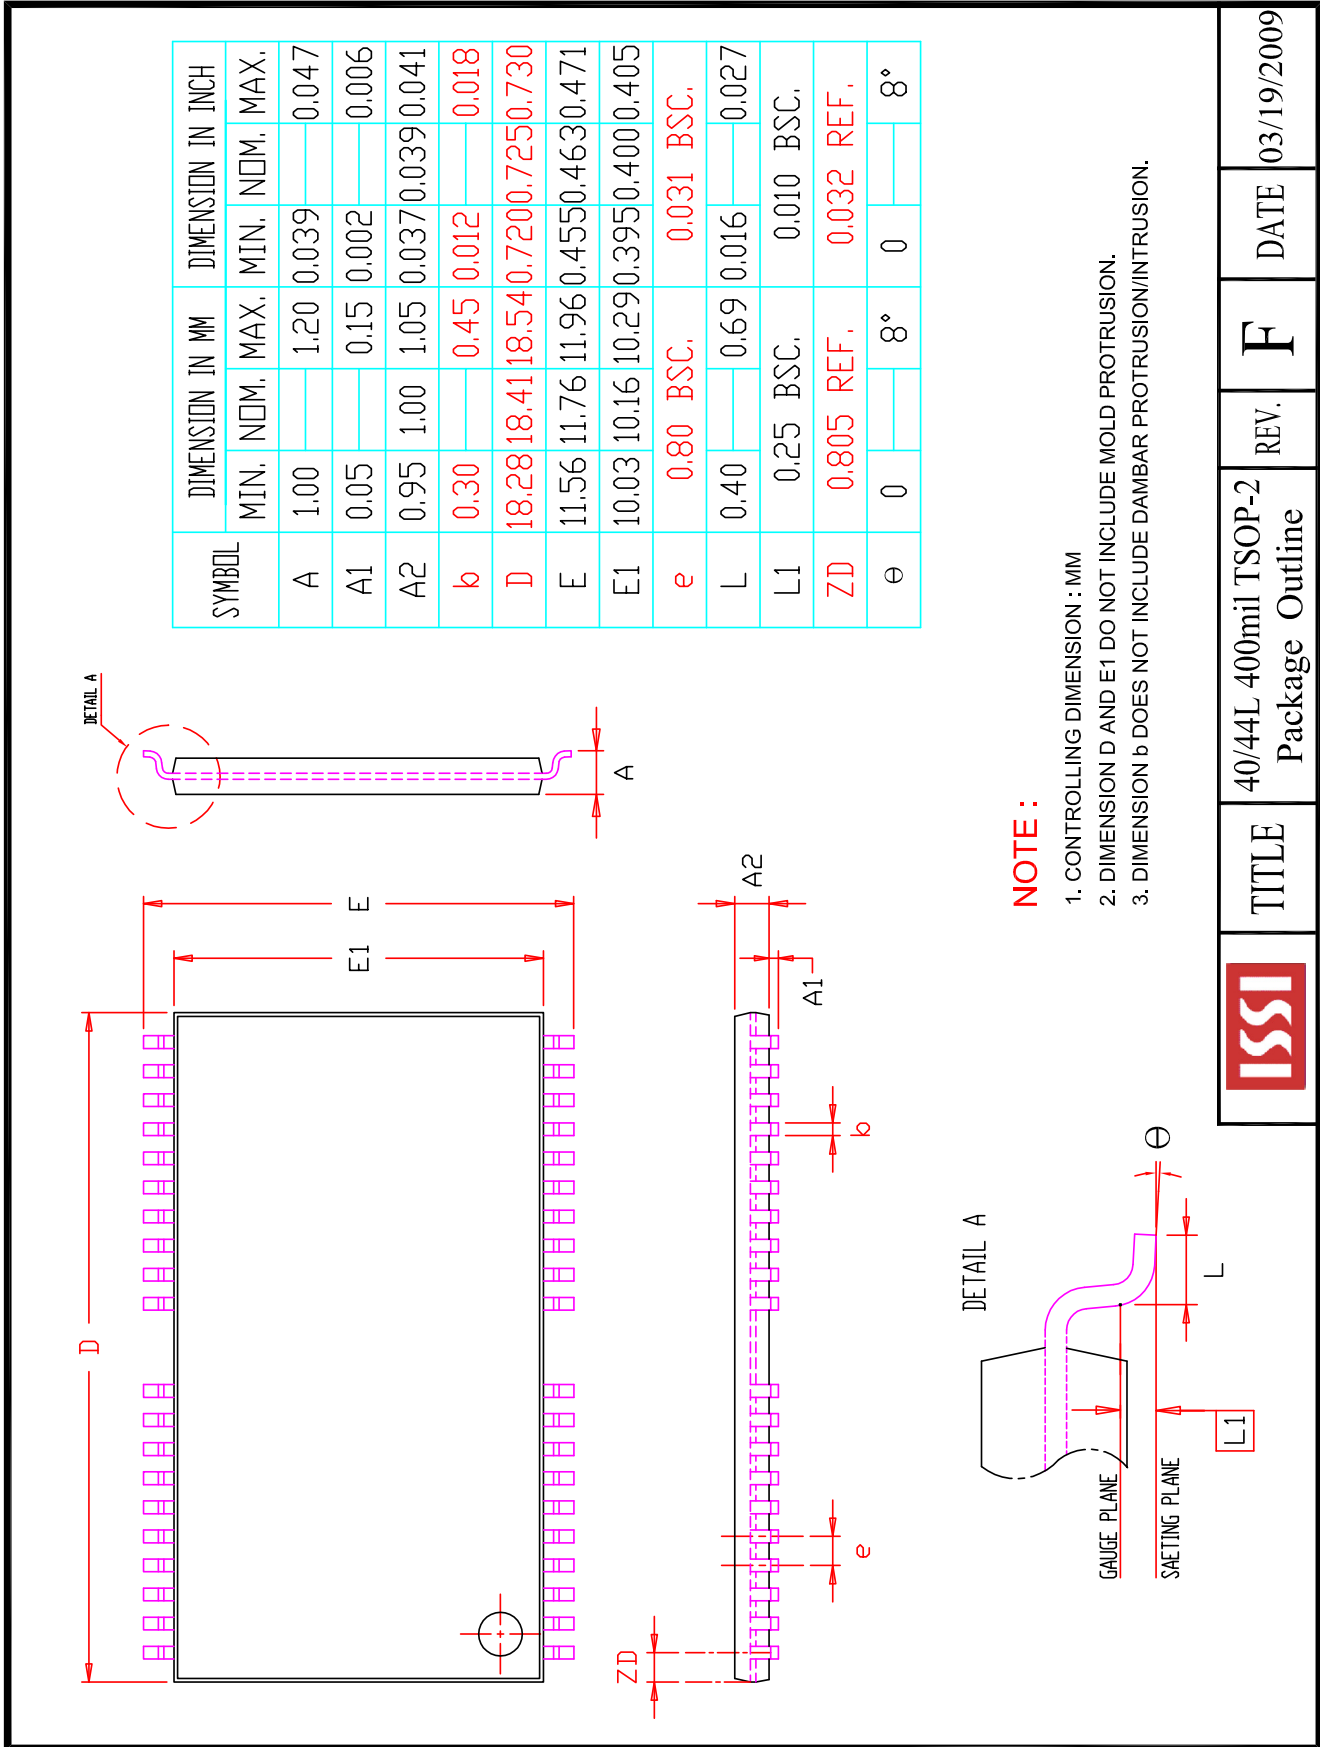 DETAIL A
D
E
E1
A
SYMBOL DIMENSION IN MM DIMENSION IN INCH
MIN. NOM. MAX. MIN. NOM. MAX.
A 1.00 1.20 0.039 0.047
A1 0.05 0.15 0.002 0.006
A2 0.95 1.00 1.05 0.037 0.039 0.041
b 0.30 0.45 0.012 0.018
D 18.28 18.41 18.54 0.720 0.725 0.730
E 11.56 11.76 11.96 0.455 0.463 0.471
E1 10.03 10.16 10.29 0.395 0.400 0.405
e 0.80 BSC. 0.031 BSC.
L 0.40 0.69 0.016 0.027
L1 0.25 BSC. 0.010 BSC.
ZD 0.805 REF. 0.032 REF.
Θ 0 8° 0 8°
ZD
e
b
A1
A2
DETAIL A
GAUGE PLANE
SAETING PLANE
L1
L
Θ
NOTE :
1. CONTROLLING DIMENSION : MM
2. DIMENSION D AND E1 DO NOT INCLUDE MOLD PROTRUSION.
3. DIMENSION b DOES NOT INCLUDE DAMBAR PROTRUSION/INTRUSION.
ISSI
TITLE
40/44L 400mil TSOP-2
Package Outline
REV.
F
DATE
03/19/2009